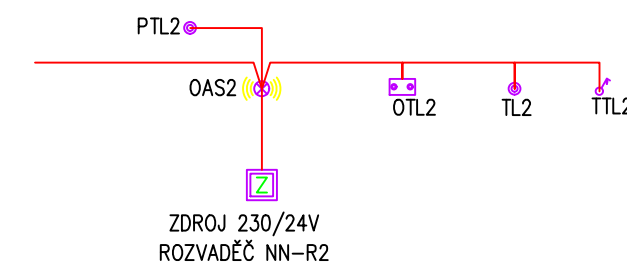 PTL2
OAS2
OTL2
TL2
TTL2
Z
ZDROJ 230/24V
ROZVADĚČ NN-R2